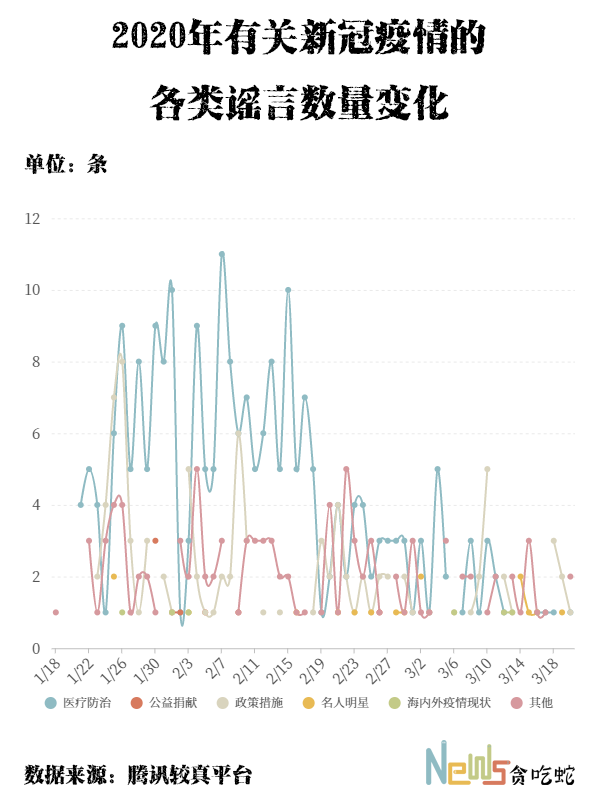 2020年有关新冠疫情的
各类谣言数量变化
单位：条
12
10
8
6
4
2
0
1/18 1/22 1/26 1/30 2/3 2/7 2/11 2/15 2/19 2/23 2/27 3/2 3/6 3/10 3/14 3/18
医疗防治 公益捐献 政策措施 名人明星 海内外疫情现状 其他
数据来源：腾讯较真平台
News贪吃蛇